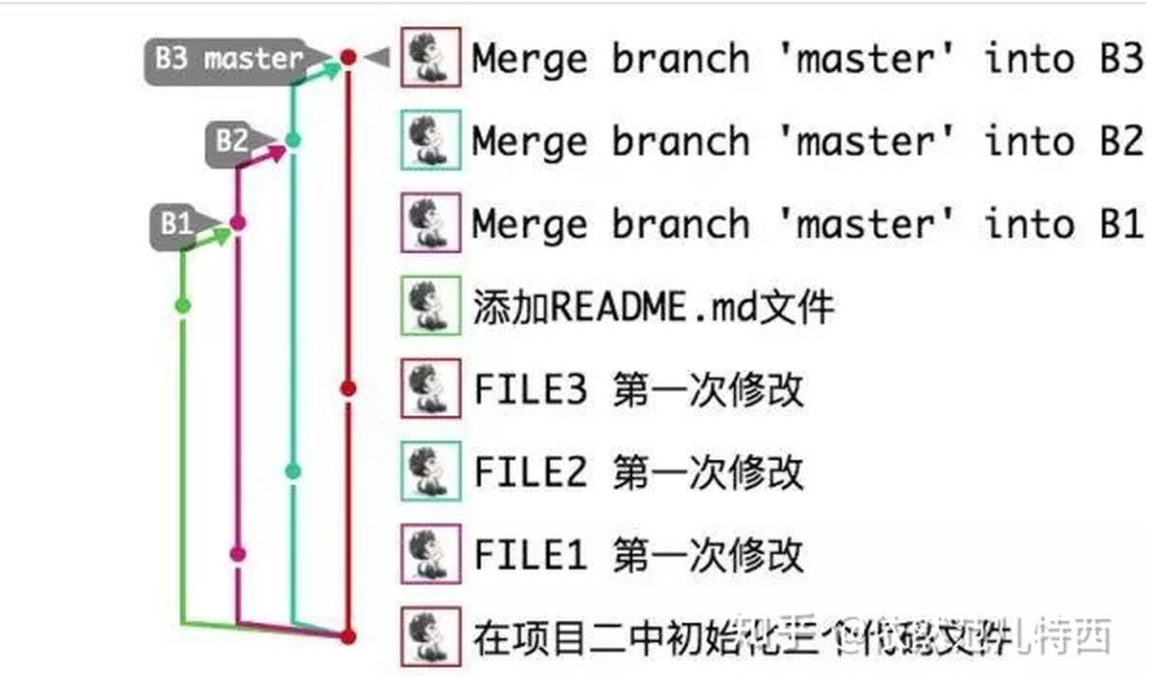 B3 master
Merge branch 'master' into B3
B2
Merge branch 'master' into B2
B1
Merge branch 'master' into B1
添加README.md文件
FILE3 第一次修改
FILE2 第一次修改
FILE1 第一次修改
在项目二中初始化三个代码文件
知乎
扎特西